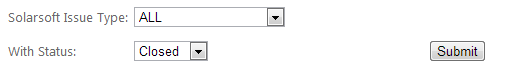 Solarsoft Issue Type: ALL
With Status: Closed Submit